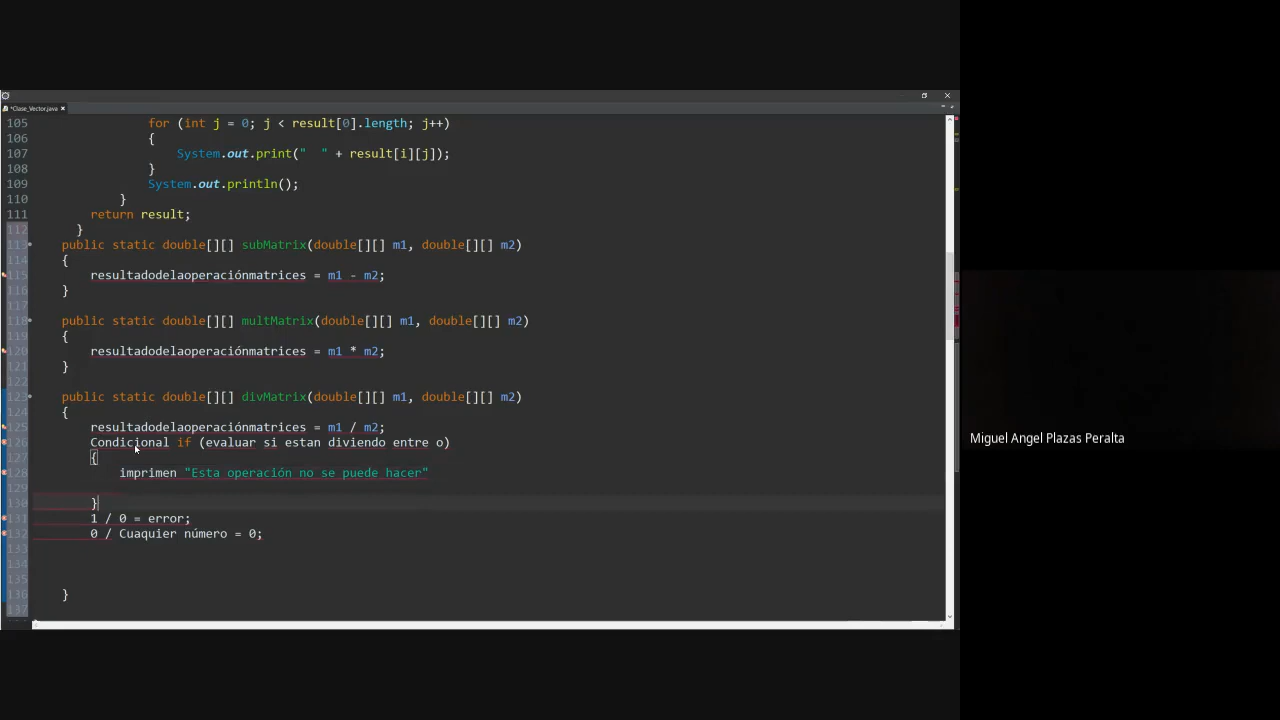 *Clase_Vector.java
105 for (int j = 0; j < result[0].length; j++)
106 {
107 System.out.print("  " + result[i][j]);
108 }
109 System.out.println();
110 }
111 return result;
112 }
113 public static double[][] subMatrix(double[][] m1, double[][] m2)
114 {
115 resultadodelaoperaciónmatrices = m1 - m2;
116 }
117
118 public static double[][] multMatrix(double[][] m1, double[][] m2)
119 {
120 resultadodelaoperaciónmatrices = m1 * m2;
121 }
122
123 public static double[][] divMatrix(double[][] m1, double[][] m2)
124 {
125 resultadodelaoperaciónmatrices = m1 / m2;
126 Condicional if (evaluar si estan diviendo entre o)
127 {
128 imprimen "Esta operación no se puede hacer"
129
130 }
131 1 / 0 = error;
132 0 / Cuaquier número = 0;
133
134
135
136 }
137
Miguel Angel Plazas Peralta